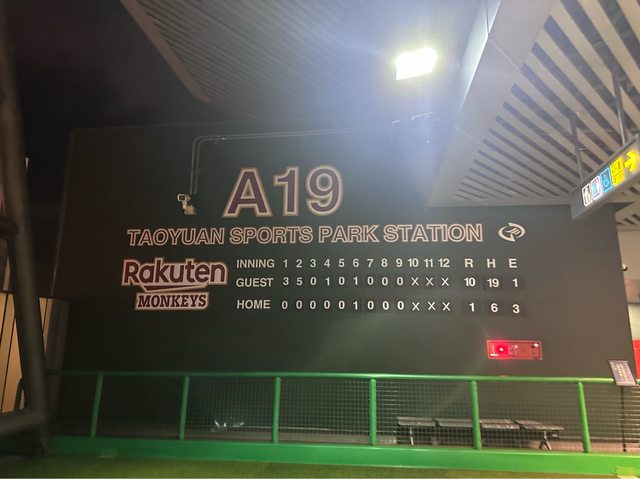 A19
TAOYUAN SPORTS PARK STATION
Rakuten
MONKEYS
INNING 1 2 3 4 5 6 7 8 9 10 11 12 R H E
GUEST 3 5 0 1 0 1 0 0 0 X X X 10 19 1
HOME 0 0 0 0 0 1 0 0 0 X X X 1 6 3